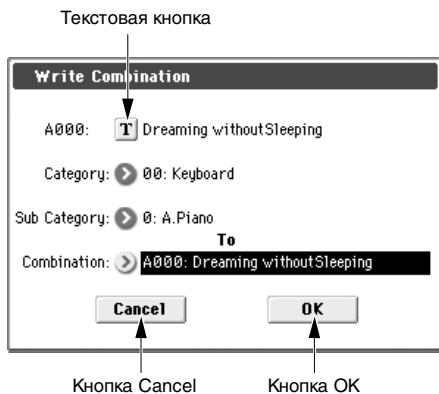 Текстовая кнопка
Write Combination
A000: T Dreaming withoutSleeping
Category: 00: Keyboard
Sub Category: 0: A.Piano
To
Combination: A000: Dreaming withoutSleeping
Cancel OK
Кнопка Cancel Кнопка OK